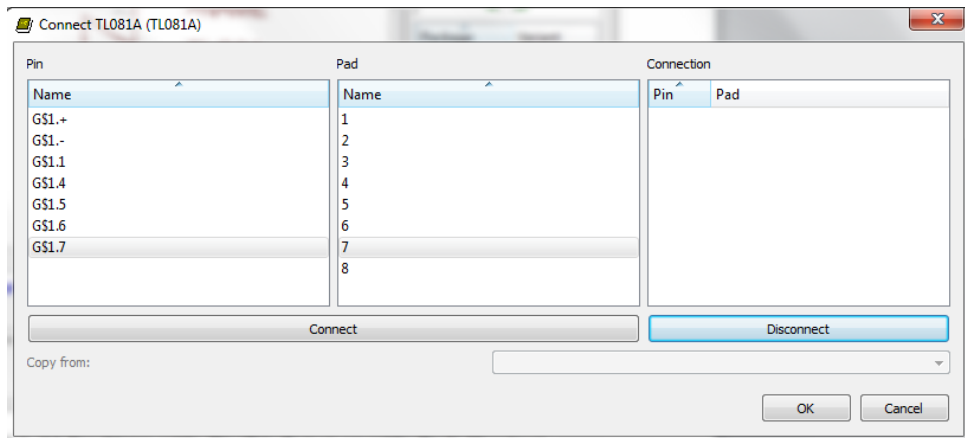 Connect TL081A (TL081A)
Pin Pad Connection
Name Name Pin Pad
G$1.+ 1
G$1.- 2
G$1.1 3
G$1.4 4
G$1.5 5
G$1.6 6
G$1.7 7
8
Connect Disconnect
Copy from:
OK Cancel